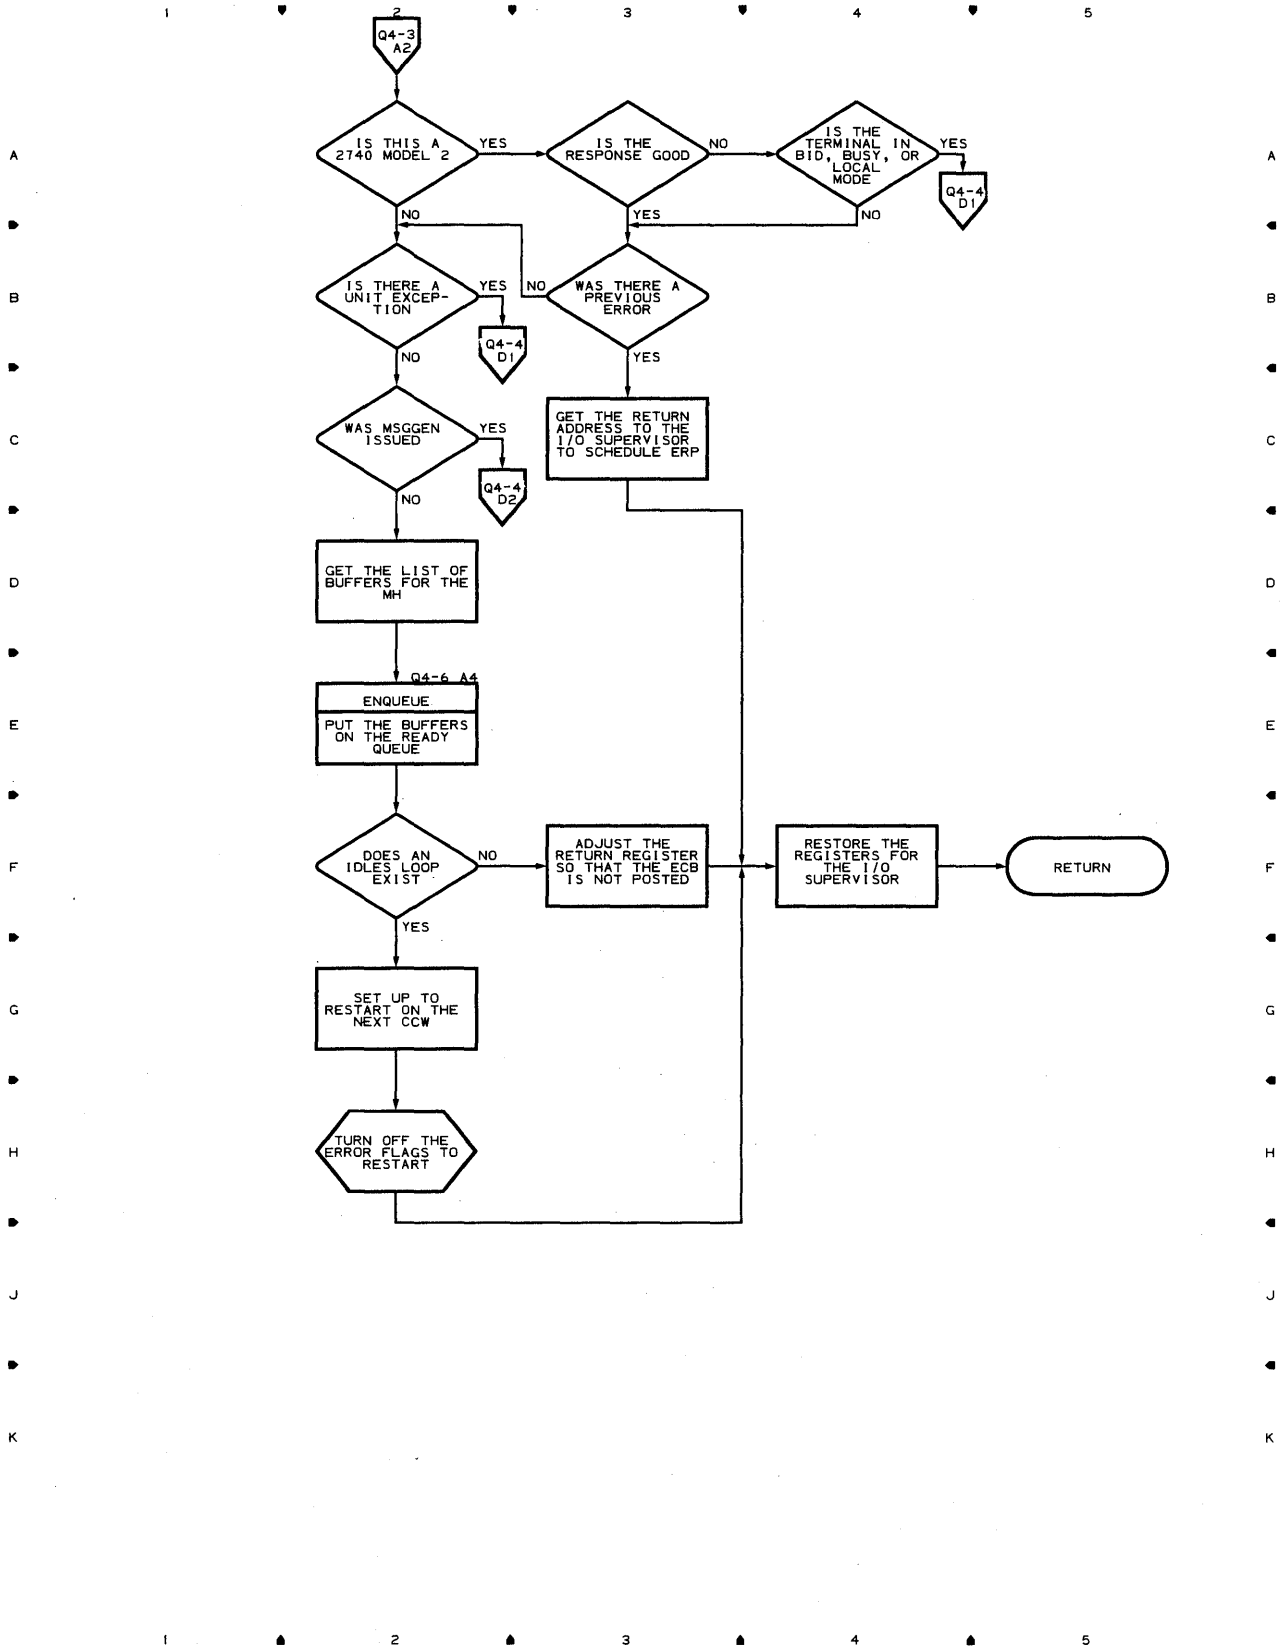 1 2 3 4 5
Q4-3
A2
IS THIS A
2740 MODEL 2
YES
IS THE
RESPONSE GOOD
NO
IS THE
TERMINAL IN
BID, BUSY, OR
LOCAL
MODE
YES
A
A
Q4-4
D1
NO
YES
NO
IS THERE A
UNIT EXCEP-
TION
YES
NO
WAS THERE A
PREVIOUS
ERROR
B
B
Q4-4
D1
NO
YES
WAS MSGGEN
ISSUED
YES
GET THE RETURN
ADDRESS TO THE
I/O SUPERVISOR
TO SCHEDULE ERP
C
C
Q4-4
D2
NO
GET THE LIST OF
BUFFERS FOR THE
MH
D
D
Q4-6 A4
ENQUEUE
PUT THE BUFFERS
ON THE READY
QUEUE
E
E
DOES AN
IDLES LOOP
EXIST
NO
ADJUST THE
RETURN REGISTER
SO THAT THE ECB
IS NOT POSTED
RESTORE THE
REGISTERS FOR
THE I/O
SUPERVISOR
RETURN
F
F
YES
SET UP TO
RESTART ON THE
NEXT CCW
G
G
TURN OFF THE
ERROR FLAGS TO
RESTART
H
H
J
J
K
K
1 2 3 4 5